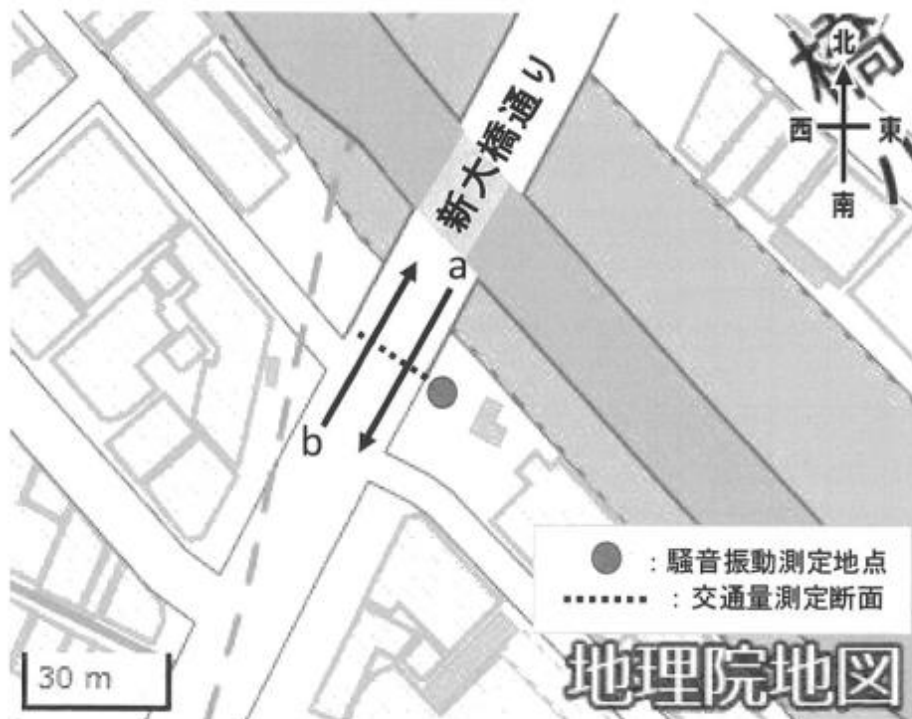 橋
北
西 東
南
新大橋通り
a
b
● : 騒音振動測定地点
: 交通量測定断面
30 m
地理院地図